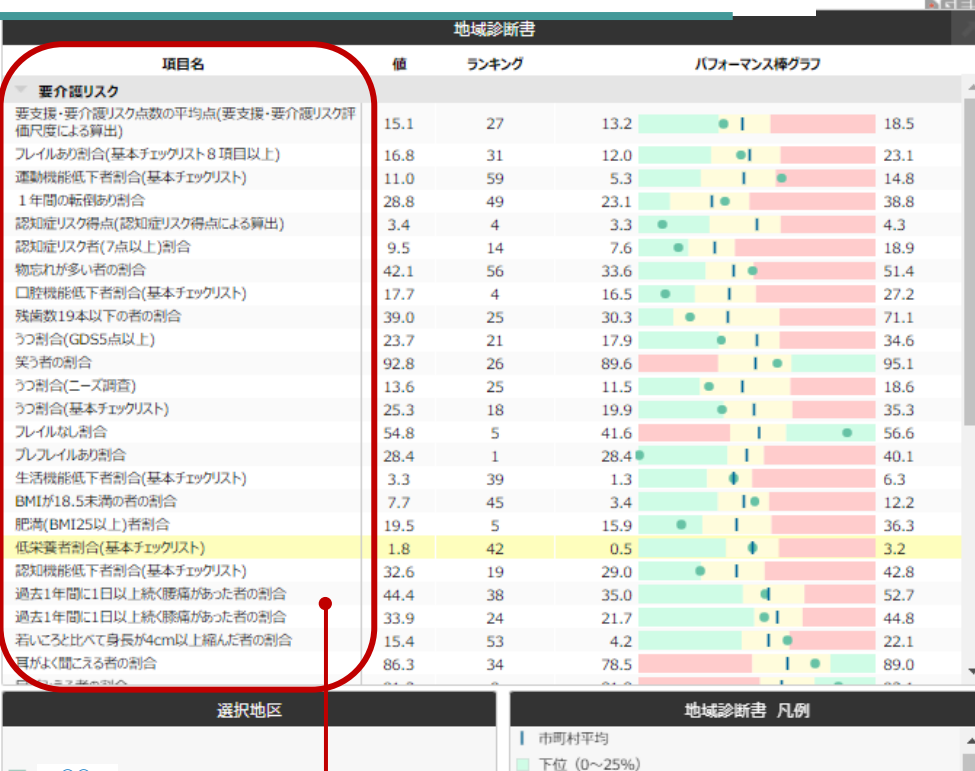 地域診断書
項目名 値 ランキング パフォーマンス棒グラフ
要介護リスク
要支援・要介護リスク点数の平均点(要支援・要介護リスク評
価尺度による算出) 15.1 27 13.2 18.5
フレイルあり割合(基本チェックリスト8項目以上) 16.8 31 12.0 23.1
運動機能低下者割合(基本チェックリスト) 11.0 59 5.3 14.8
1年間の転倒あり割合 28.8 49 23.1 38.8
認知症リスク得点(認知症リスク得点による算出) 3.4 4 3.3 4.3
認知症リスク者(7点以上)割合 9.5 14 7.6 18.9
物忘れが多い者の割合 42.1 56 33.6 51.4
口腔機能低下者割合(基本チェックリスト) 17.7 4 16.5 27.2
残歯数19本以下の者の割合 39.0 25 30.3 71.1
うつ割合(GDS5点以上) 23.7 21 17.9 34.6
笑う者の割合 92.8 26 89.6 95.1
うつ割合(ニーズ調査) 13.6 25 11.5 18.6
うつ割合(基本チェックリスト) 25.3 18 19.9 35.3
フレイルなし割合 54.8 5 41.6 56.6
プレフレイルあり割合 28.4 1 28.4 40.1
生活機能低下者割合(基本チェックリスト) 3.3 39 1.3 6.3
BMIが18.5未満の者の割合 7.7 45 3.4 12.2
肥満(BMI25以上)者割合 19.5 5 15.9 36.3
低栄養者割合(基本チェックリスト) 1.8 42 0.5 3.2
認知機能低下者割合(基本チェックリスト) 32.6 19 29.0 42.8
過去1年間に1日以上続く腰痛があった者の割合 44.4 38 35.0 52.7
過去1年間に1日以上続く膝痛があった者の割合 33.9 24 21.7 44.8
若いころと比べて身長が4cm以上縮んだ者の割合 15.4 53 4.2 22.1
耳がよく聞こえる者の割合 86.3 34 78.5 89.0
選択地区
地域診断書 凡例
市町村平均
下位(0~25%)